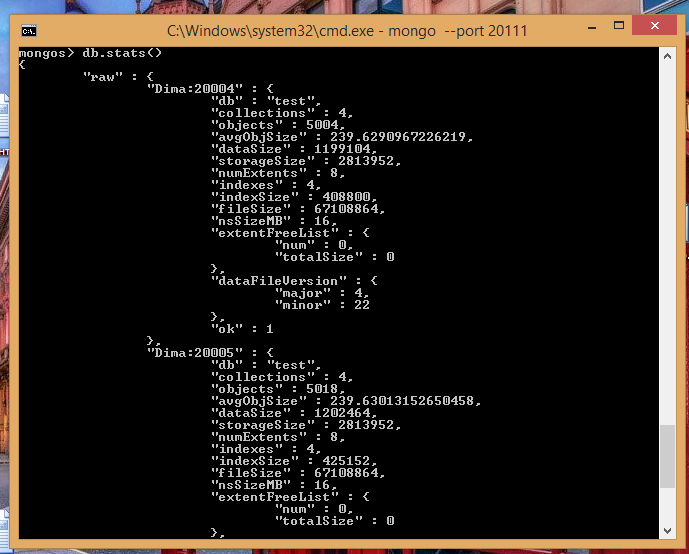 C:\Windows\system32\cmd.exe - mongo  --port 20111
mongos> db.stats()
{
        "raw" : {
                "Dima:20004" : {
                        "db" : "test",
                        "collections" : 4,
                        "objects" : 5004,
                        "avgObjSize" : 239.6290967226219,
                        "dataSize" : 1199104,
                        "storageSize" : 2813952,
                        "numExtents" : 8,
                        "indexes" : 4,
                        "indexSize" : 408800,
                        "fileSize" : 67108864,
                        "nsSizeMB" : 16,
                        "extentFreeList" : {
                                "num" : 0,
                                "totalSize" : 0
                        },
                        "dataFileVersion" : {
                                "major" : 4,
                                "minor" : 22
                        },
                        "ok" : 1
                },
                "Dima:20005" : {
                        "db" : "test",
                        "collections" : 4,
                        "objects" : 5018,
                        "avgObjSize" : 239.63013152650458,
                        "dataSize" : 1202464,
                        "storageSize" : 2813952,
                        "numExtents" : 8,
                        "indexes" : 4,
                        "indexSize" : 425152,
                        "fileSize" : 67108864,
                        "nsSizeMB" : 16,
                        "extentFreeList" : {
                                "num" : 0,
                                "totalSize" : 0
                        },